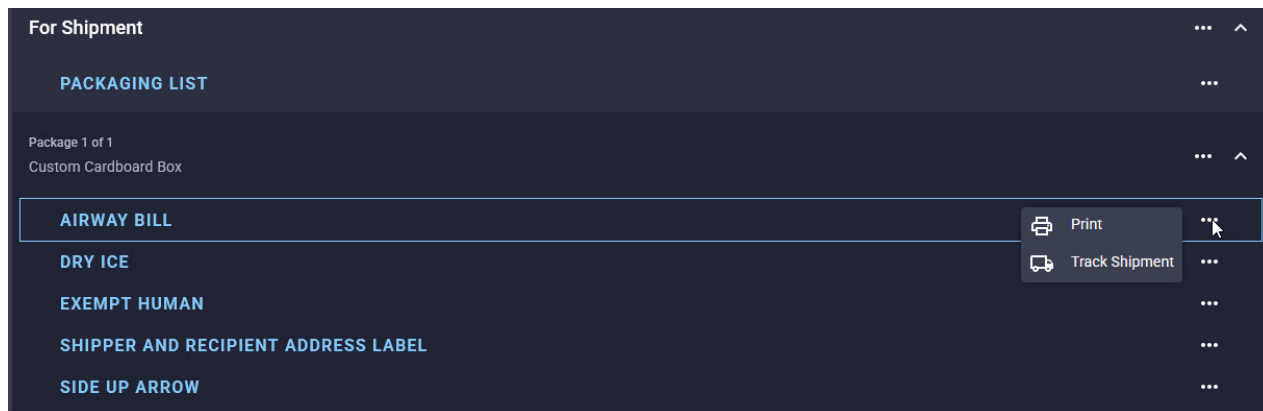 For Shipment
PACKAGING LIST
Package 1 of 1
Custom Cardboard Box
AIRWAY BILL
Print
DRY ICE
Track Shipment
EXEMPT HUMAN
SHIPPER AND RECIPIENT ADDRESS LABEL
SIDE UP ARROW